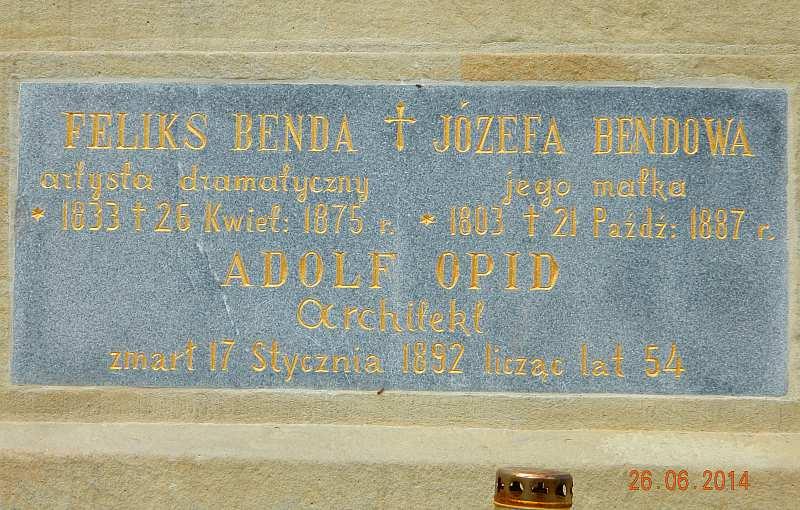 FELIKS BENDA † JÓZEFA BENDOWA
artysta dramatyczny jego matka
* 1833 † 26 Kwiet: 1875 r. * 1803 † 21 Paźdź: 1887 r.
ADOLF OPID
Architekt
zmarł 17 Stycznia 1892 licząc lat 54
26.06.2014